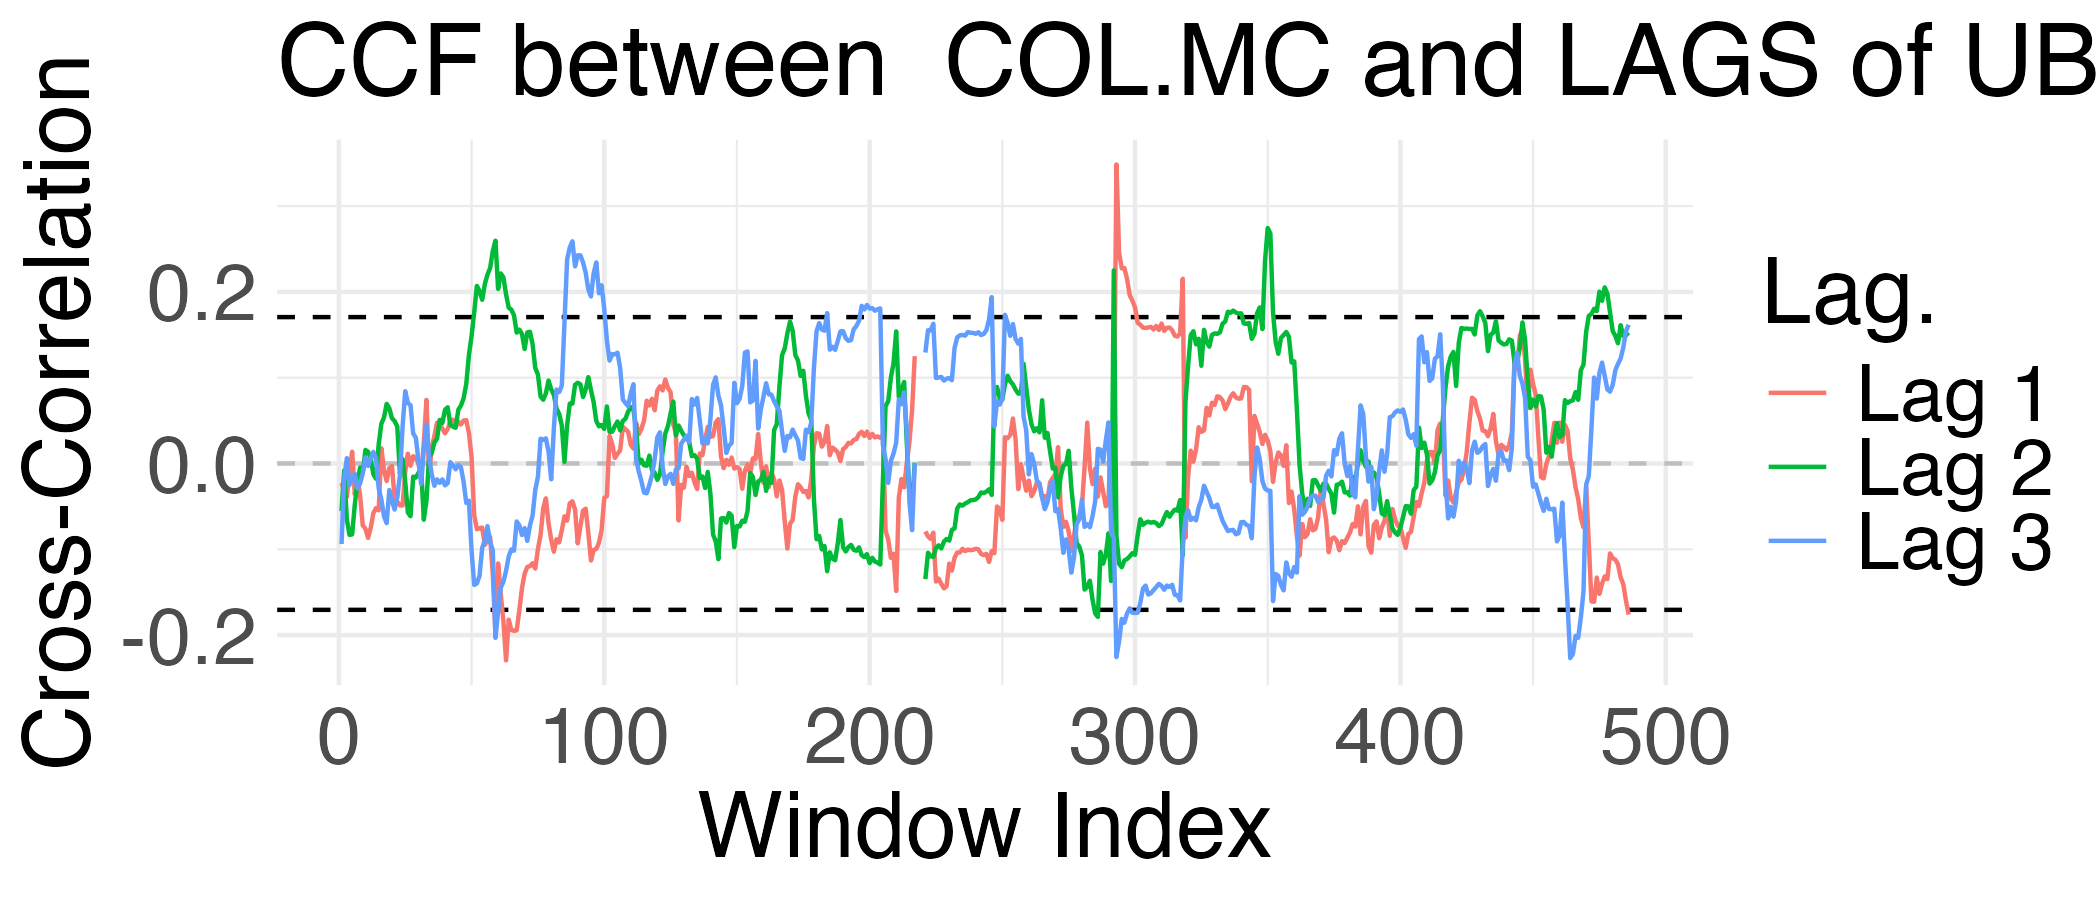 CCF between  COL.MC and LAGS of UB
Cross-Correlation
0.2
0.0
-0.2
0
100
200
300
400
500
Window Index
Lag.
Lag 1
Lag 2
Lag 3